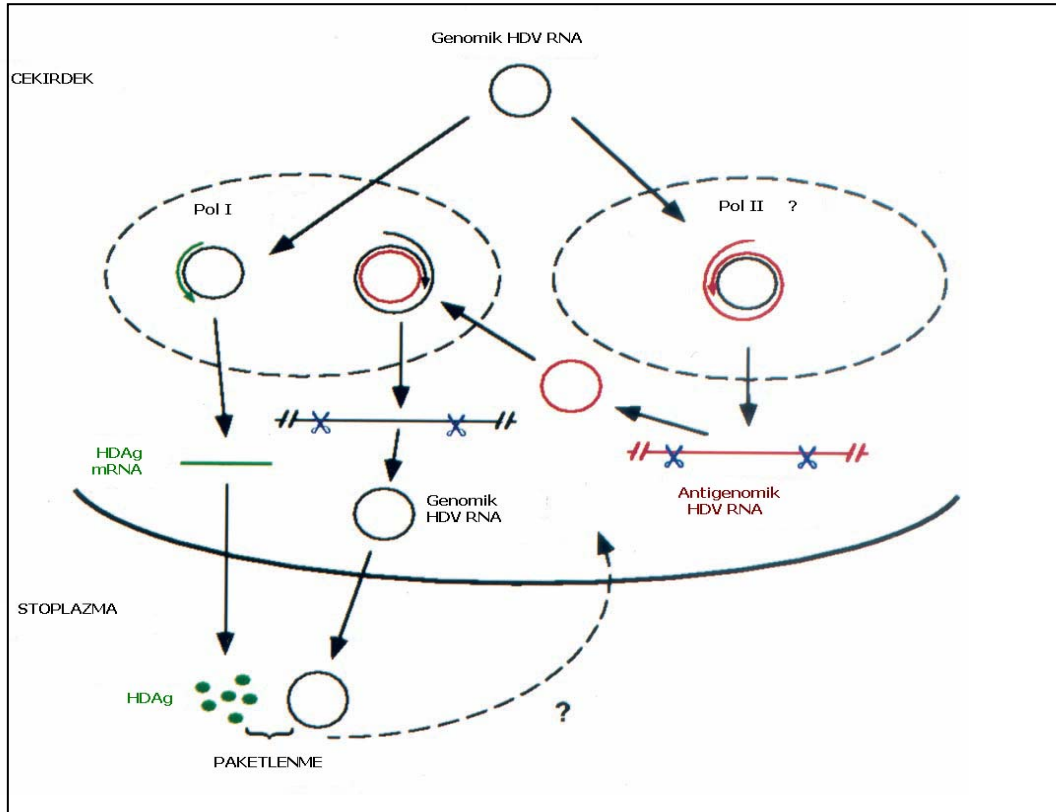 Genomik HDV RNA
CEKIRDEK
Pol I
Pol II ?
HDAg
mRNA
Genomik
HDV RNA
Antigenomik
HDV RNA
STOPLAZMA
HDAg
?
PAKETLENME